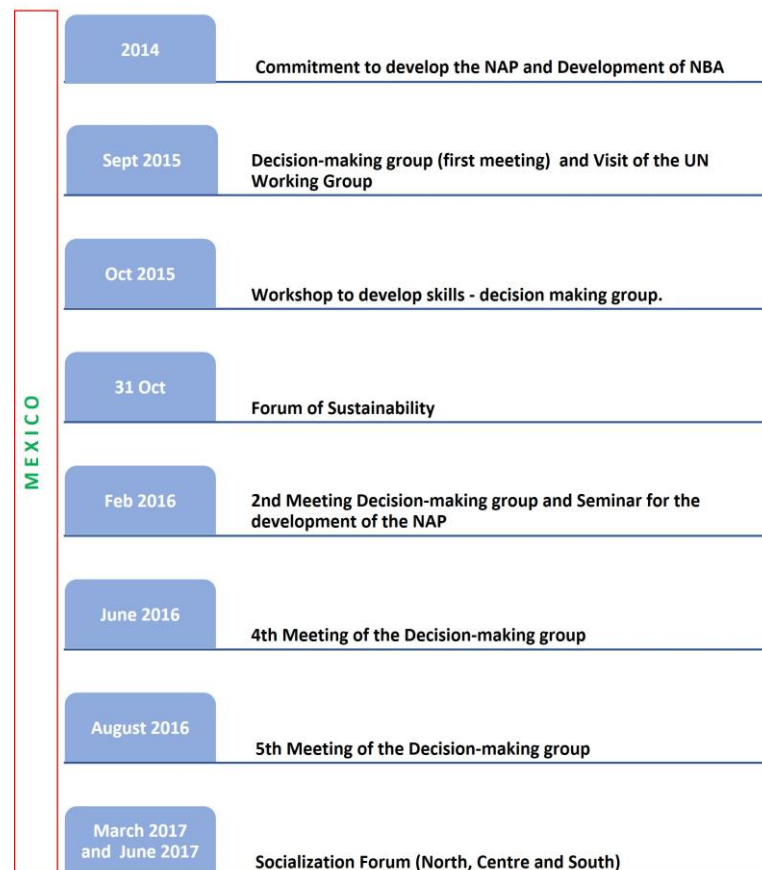 MEXICO
2014
Commitment to develop the NAP and Development of NBA
Sept 2015
Decision-making group (first meeting) and Visit of the UN
Working Group
Oct 2015
Workshop to develop skills - decision making group.
31 Oct
Forum of Sustainability
Feb 2016
2nd Meeting Decision-making group and Seminar for the
development of the NAP
June 2016
4th Meeting of the Decision-making group
August 2016
5th Meeting of the Decision-making group
March 2017
and June 2017
Socialization Forum (North, Centre and South)